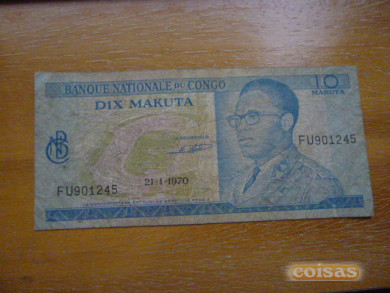 BANQUE NATIONALE DU CONGO
10
MAKUTA
DIX MAKUTA
FU901245
FU901245
21-1-1970
coisas